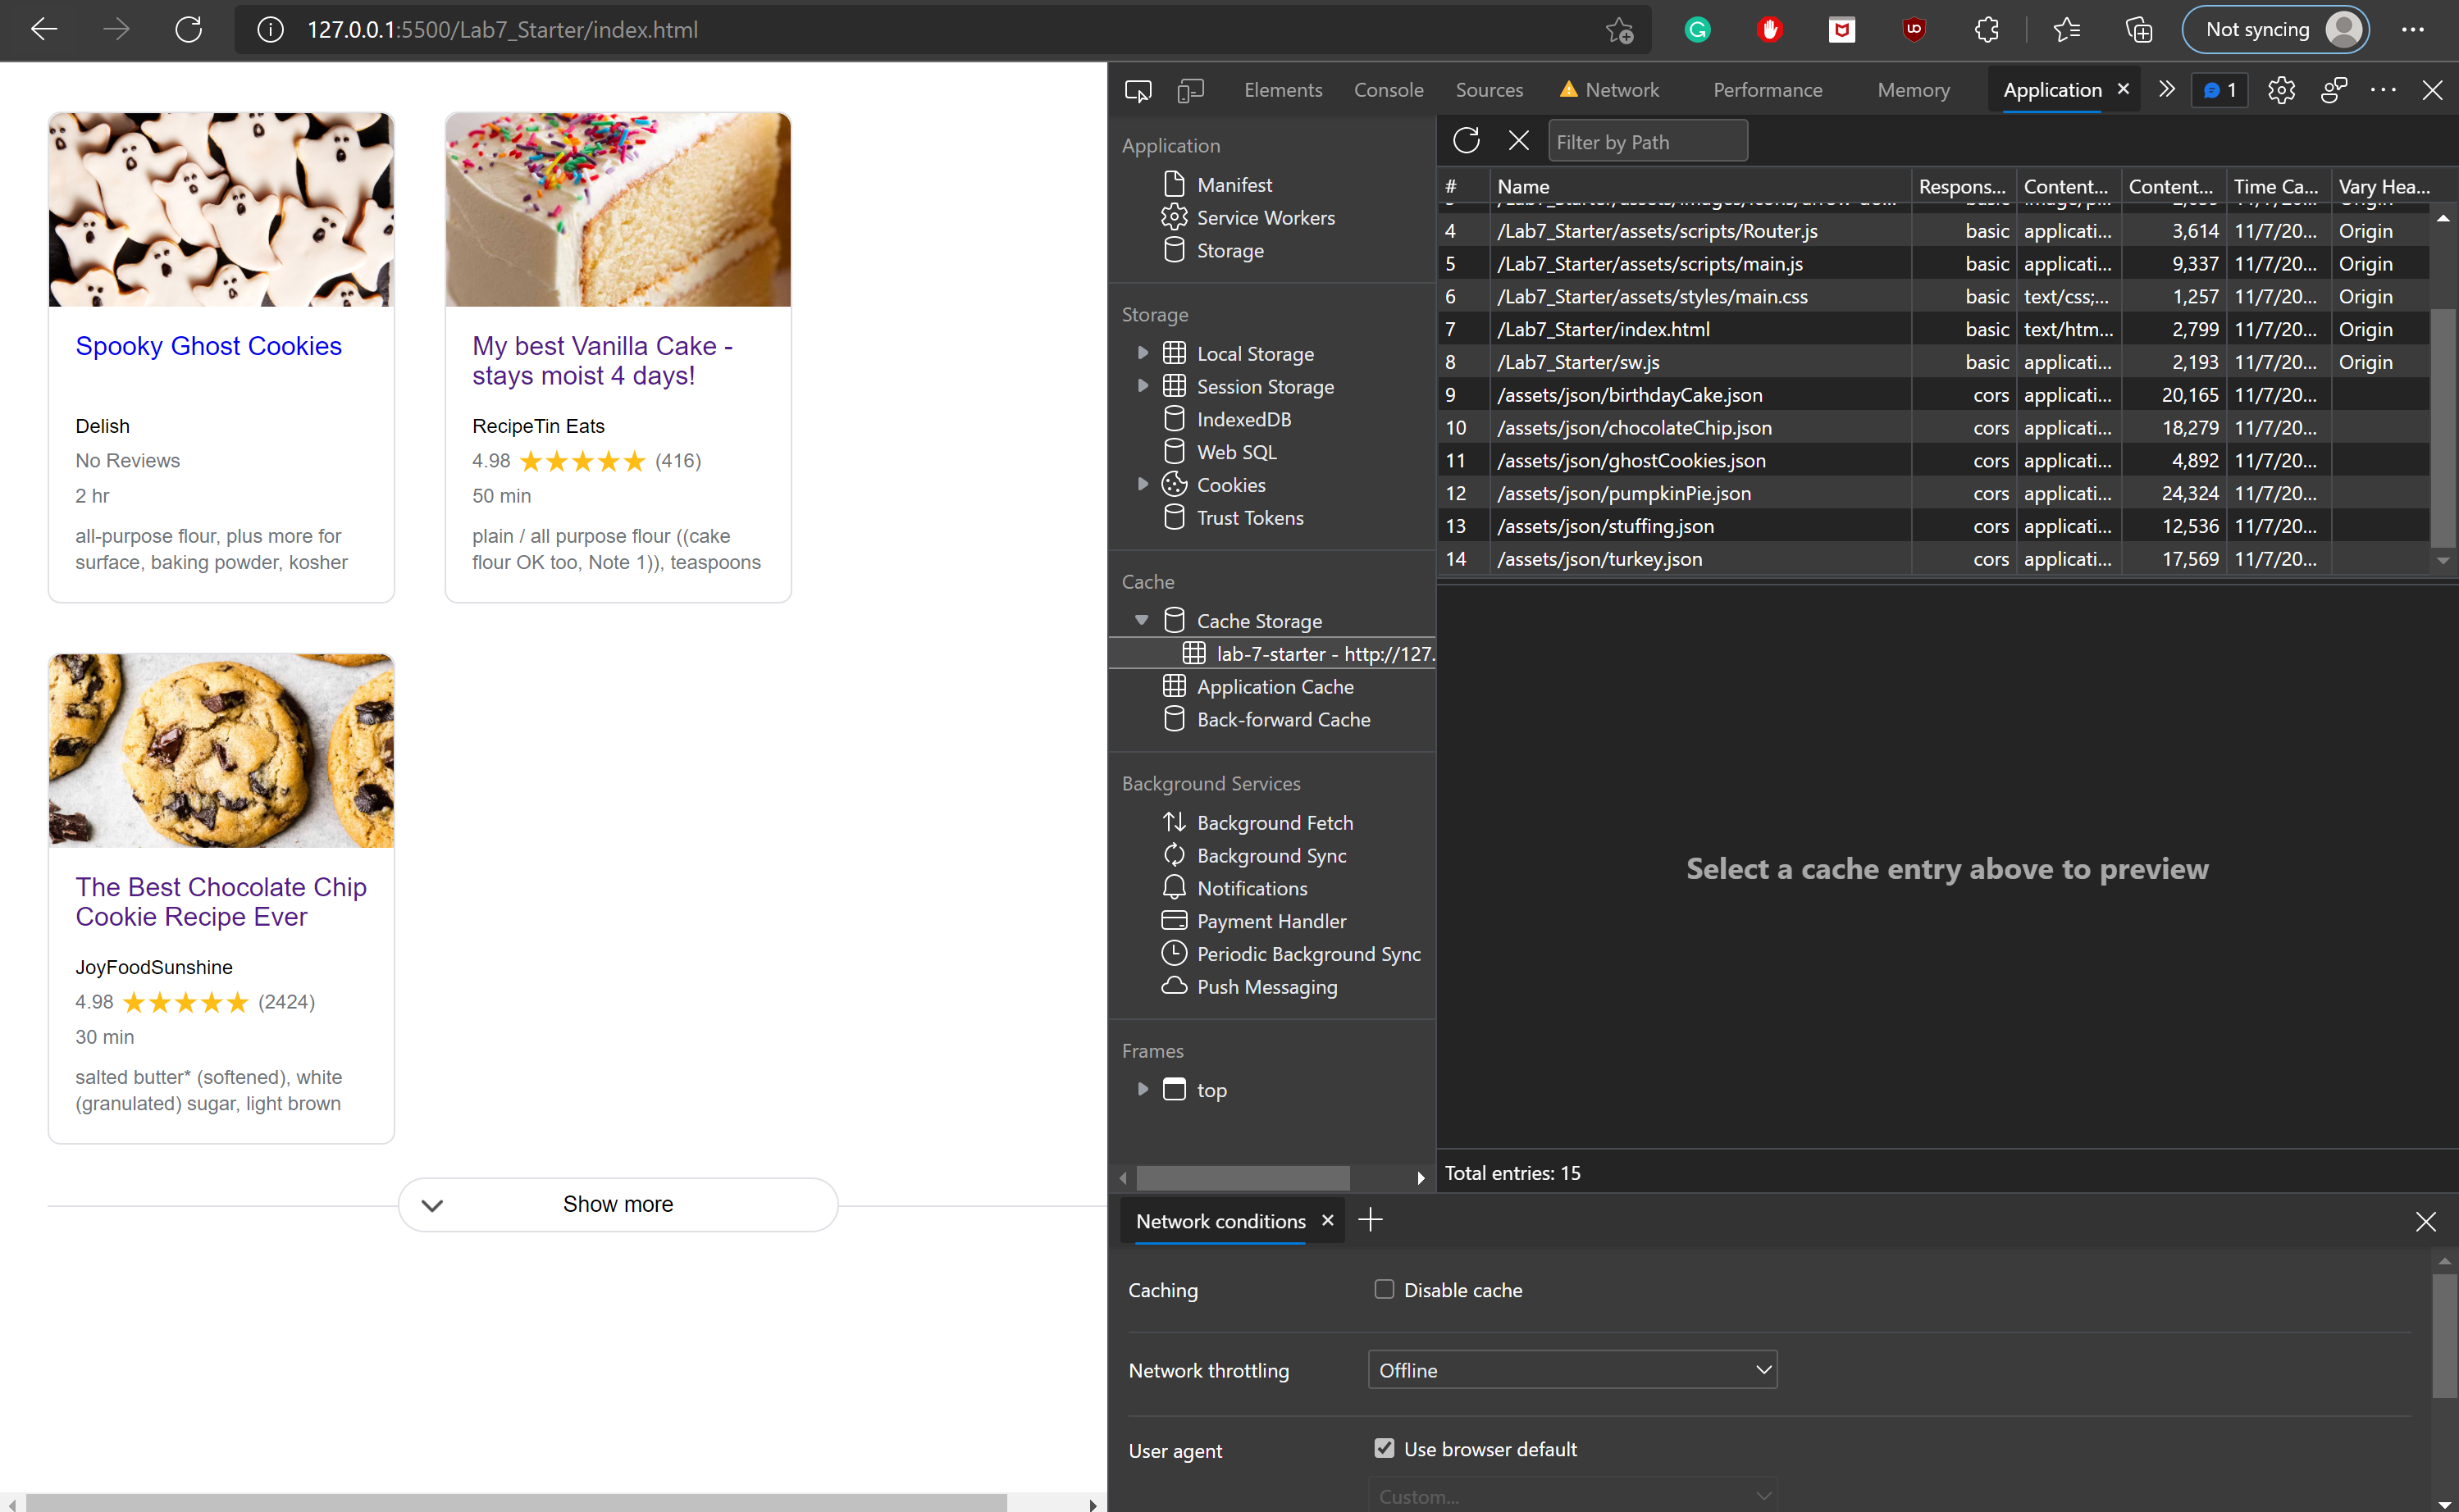 127.0.0.1:5500/Lab7_Starter/index.html
Not syncing
Spooky Ghost Cookies
Delish
No Reviews
2 hr
all-purpose flour, plus more for
surface, baking powder, kosher
My best Vanilla Cake -
stays moist 4 days!
RecipeTin Eats
4.98 (416)
50 min
plain / all purpose flour ((cake
flour OK too, Note 1)), teaspoons
The Best Chocolate Chip
Cookie Recipe Ever
JoyFoodSunshine
4.98 (2424)
30 min
salted butter* (softened), white
(granulated) sugar, light brown
Show more
Elements Console Sources Network Performance Memory Application 1
Application
Manifest
Service Workers
Storage
Storage
Local Storage
Session Storage
IndexedDB
Web SQL
Cookies
Trust Tokens
Cache
Cache Storage
lab-7-starter - http://127.
Application Cache
Back-forward Cache
Background Services
Background Fetch
Background Sync
Notifications
Payment Handler
Periodic Background Sync
Push Messaging
Frames
top
Filter by Path
# Name Respons... Content... Content... Time Ca... Vary Hea...
4 /Lab7_Starter/assets/scripts/Router.js basic applicati... 3,614 11/7/20... Origin
5 /Lab7_Starter/assets/scripts/main.js basic applicati... 9,337 11/7/20... Origin
6 /Lab7_Starter/assets/styles/main.css basic text/css;... 1,257 11/7/20... Origin
7 /Lab7_Starter/index.html basic text/htm... 2,799 11/7/20... Origin
8 /Lab7_Starter/sw.js basic applicati... 2,193 11/7/20... Origin
9 /assets/json/birthdayCake.json cors applicati... 20,165 11/7/20...
10 /assets/json/chocolateChip.json cors applicati... 18,279 11/7/20...
11 /assets/json/ghostCookies.json cors applicati... 4,892 11/7/20...
12 /assets/json/pumpkinPie.json cors applicati... 24,324 11/7/20...
13 /assets/json/stuffing.json cors applicati... 12,536 11/7/20...
14 /assets/json/turkey.json cors applicati... 17,569 11/7/20...
Select a cache entry above to preview
Total entries: 15
Network conditions
Caching Disable cache
Network throttling Offline
User agent Use browser default
Custom...